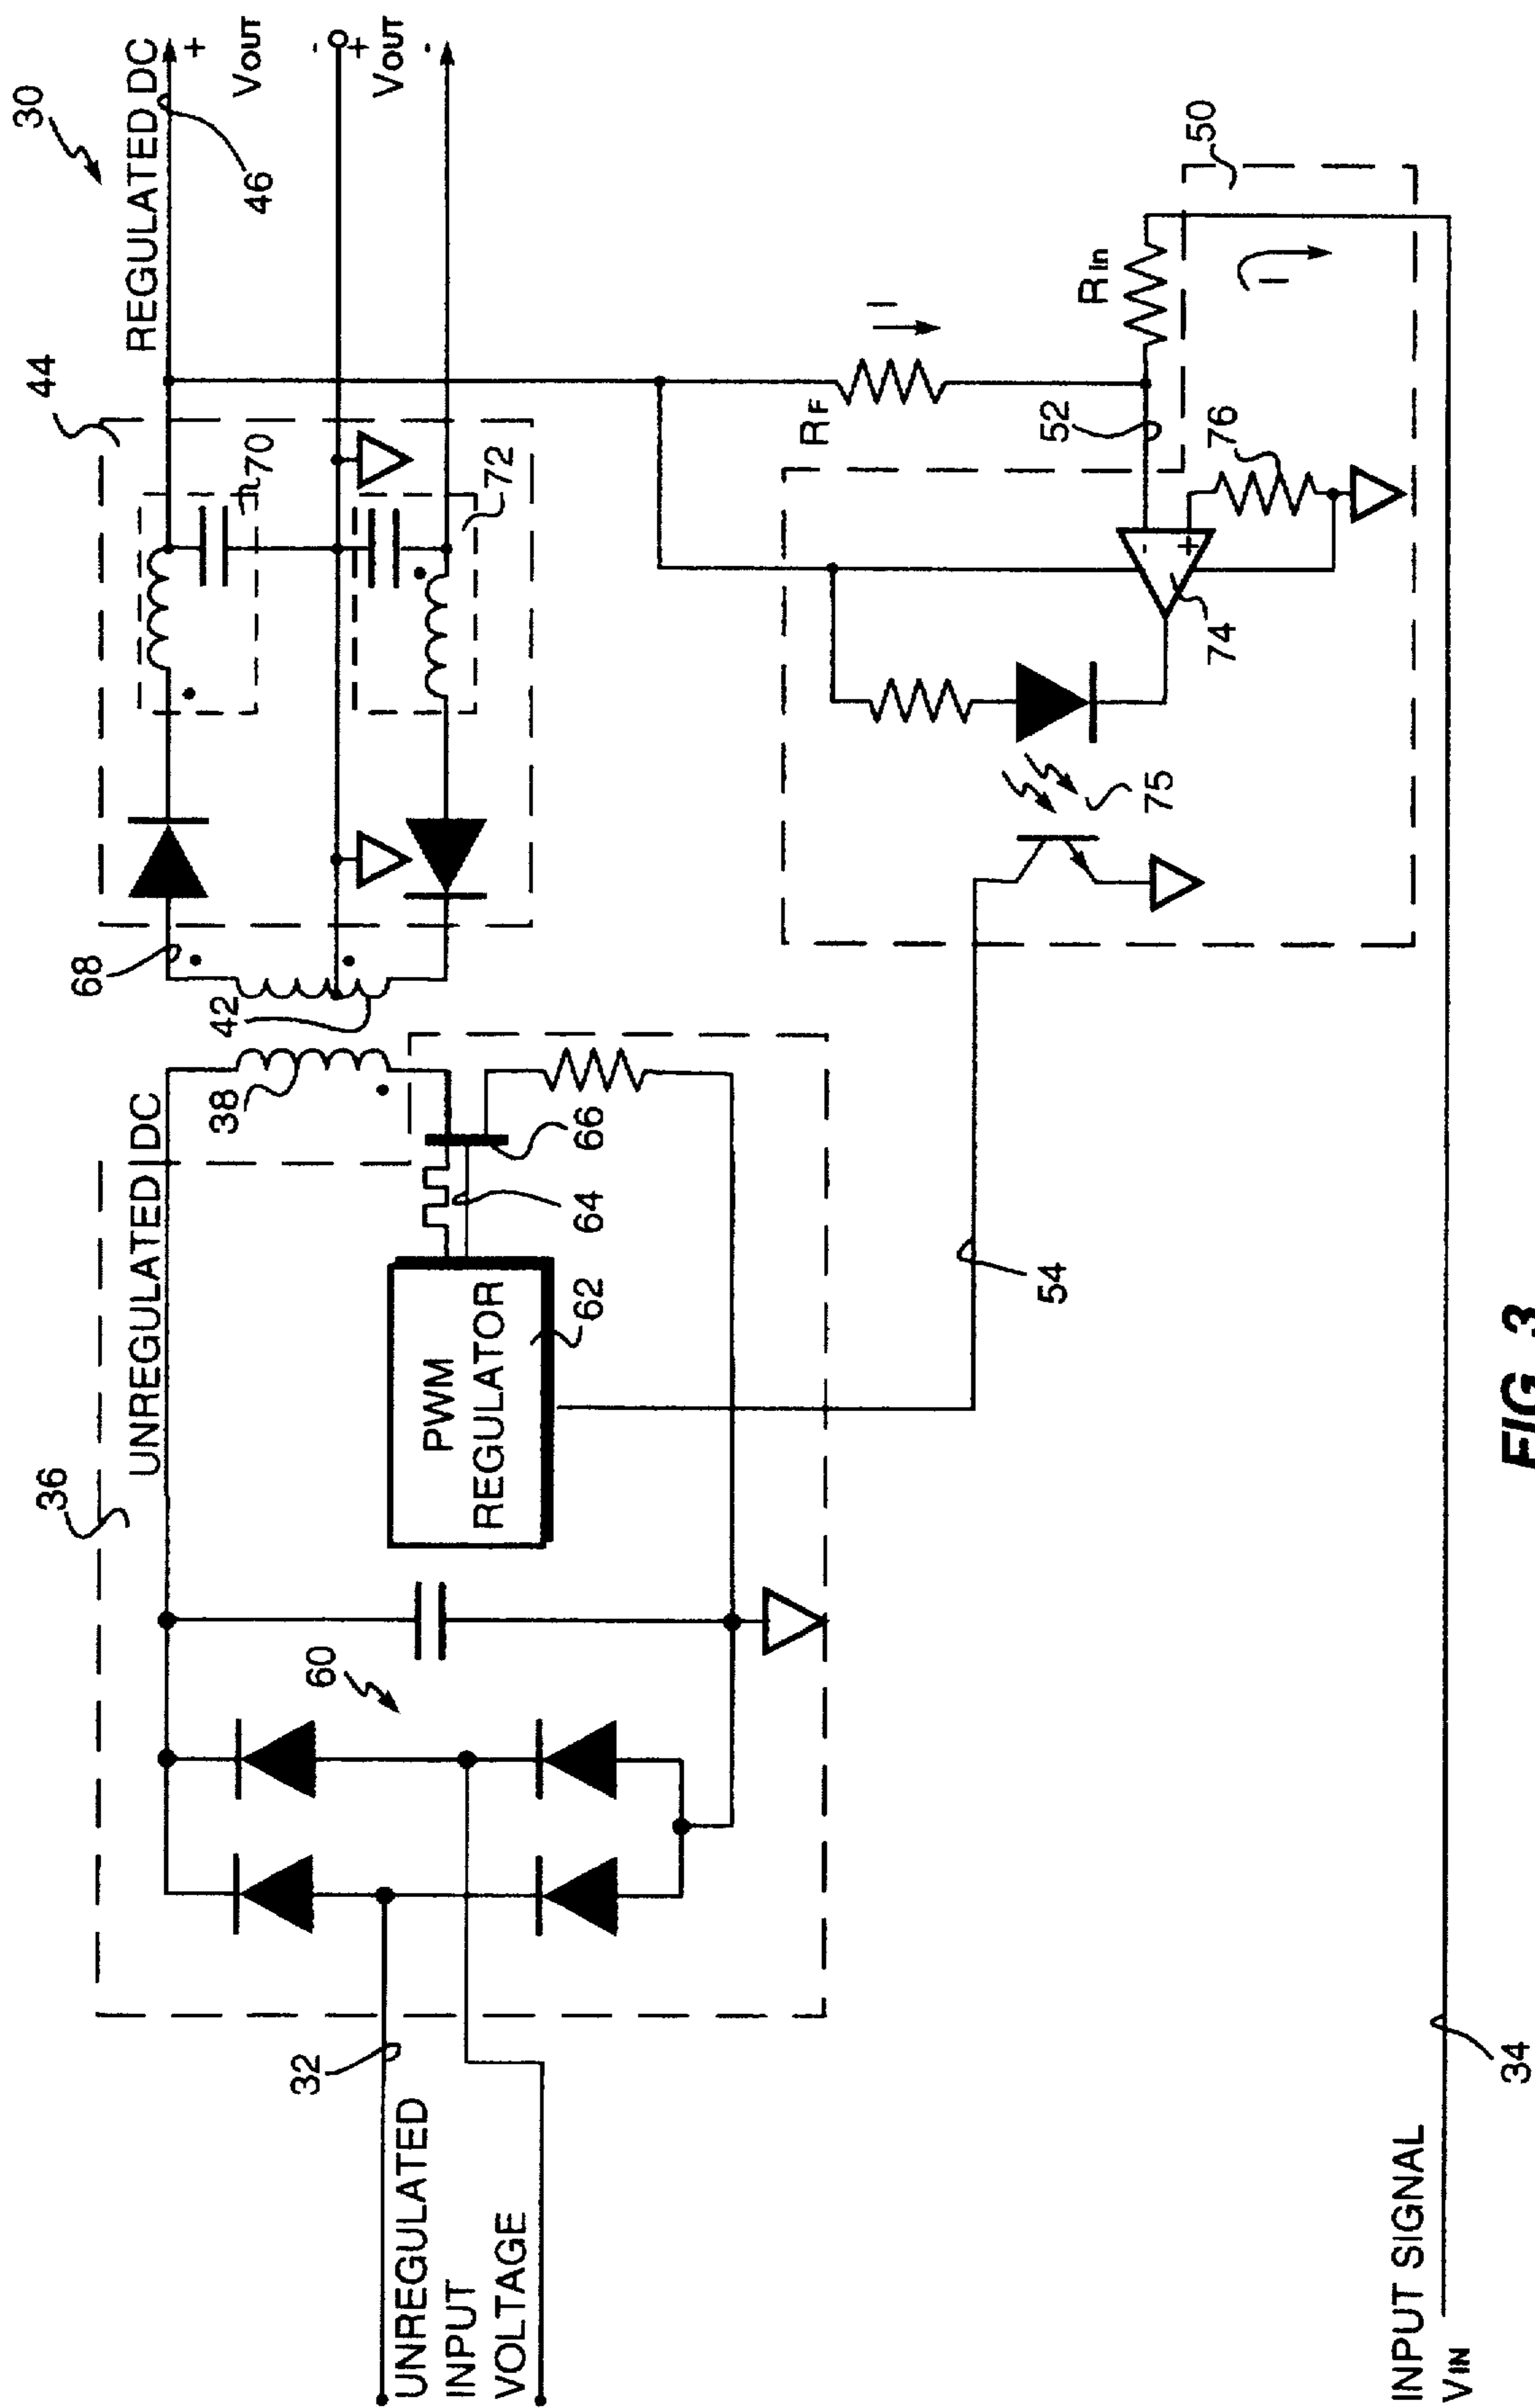 30
REGULATED DC
+
VOUT
-
+
VOUT
-
46
44
70
72
68
42
UNREGULATED DC
38
36
PWM
REGULATOR
62
64
66
60
32
UNREGULATED
INPUT
VOLTAGE
54
50
RF
I
Rin
I
52
76
-
+
74
75
INPUT SIGNAL
VIN
34
FIG. 3